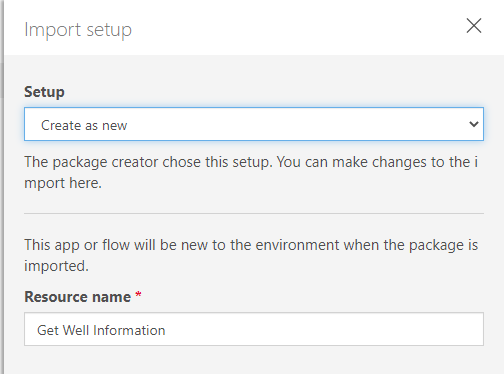 Import setup
Setup
Create as new
The package creator chose this setup. You can make changes to the i
mport here.
This app or flow will be new to the environment when the package is
imported.
Resource name *
Get Well Information